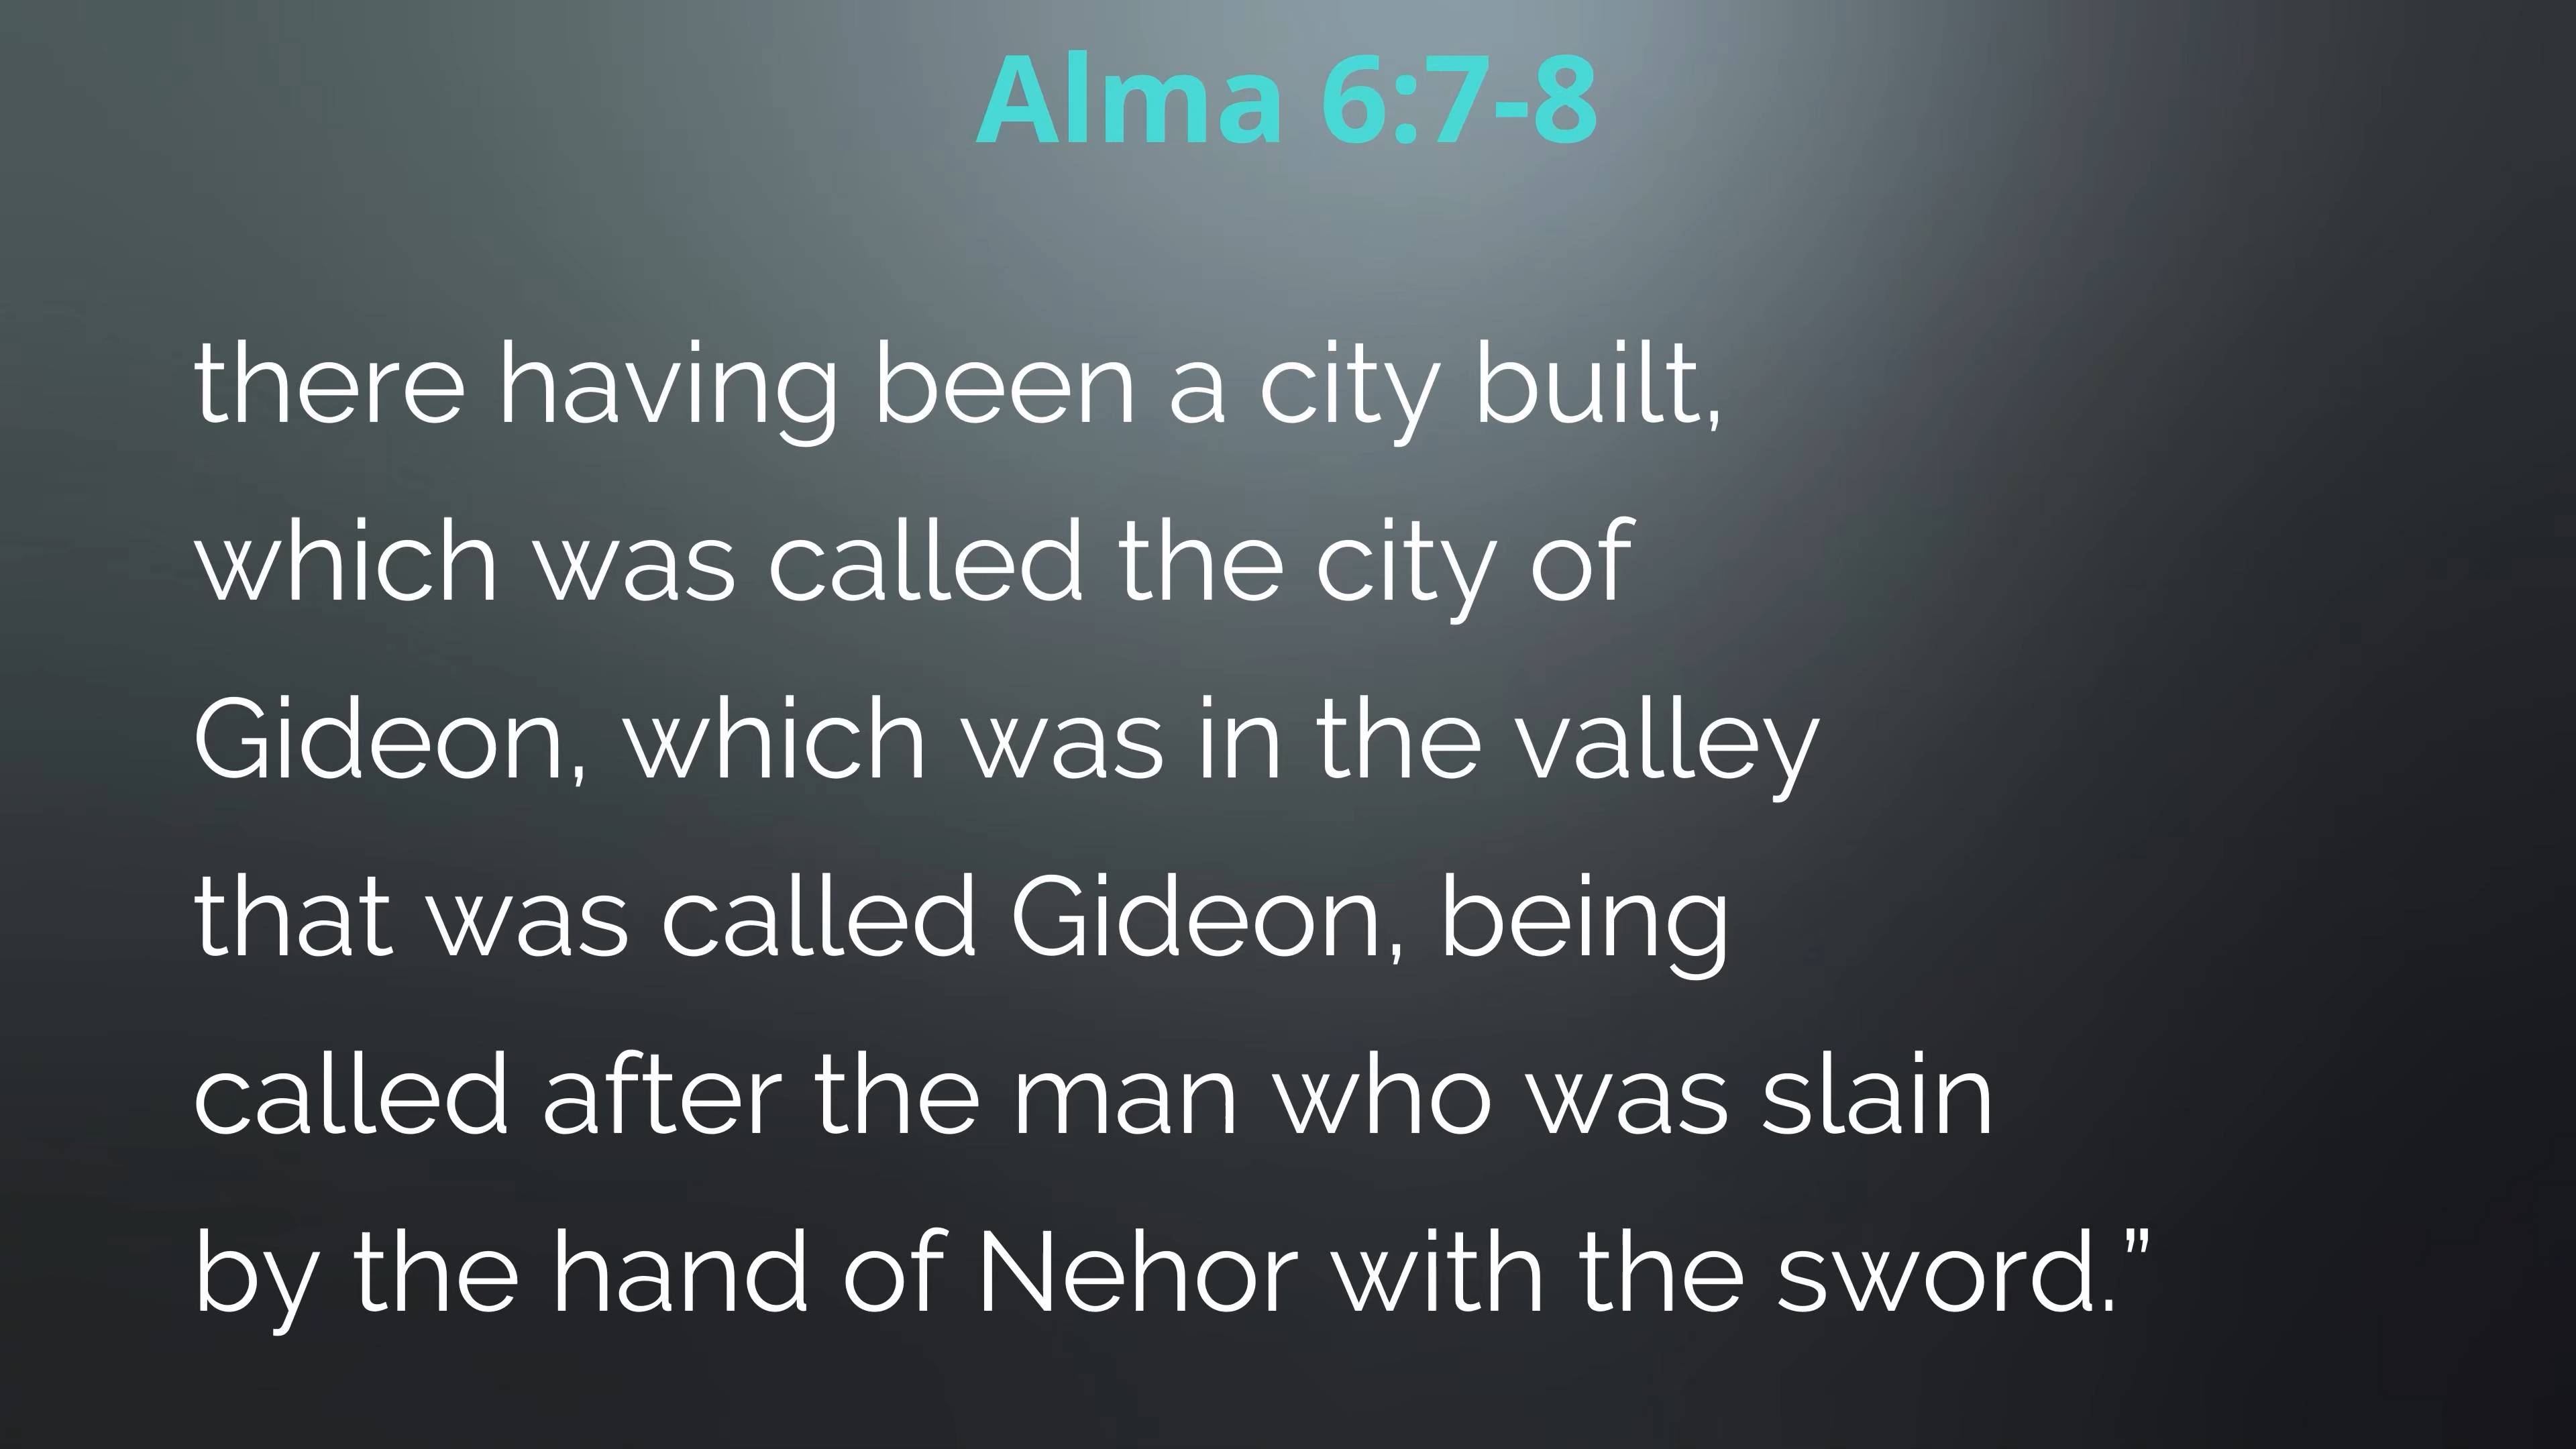 Alma 6:7-8
there having been a city built,
which was called the city of
Gideon, which was in the valley
that was called Gideon, being
called after the man who was slain
by the hand of Nehor with the sword.”